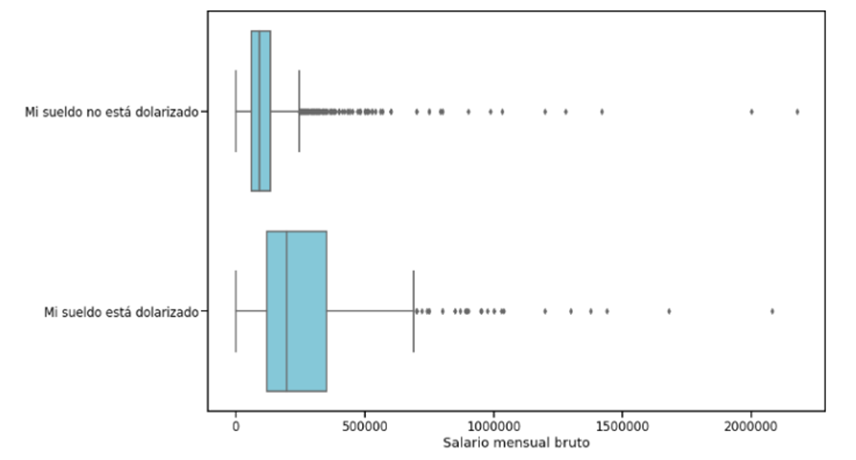 Mi sueldo no está dolarizado
Mi sueldo está dolarizado
0 500000 1000000 1500000 2000000
Salario mensual bruto